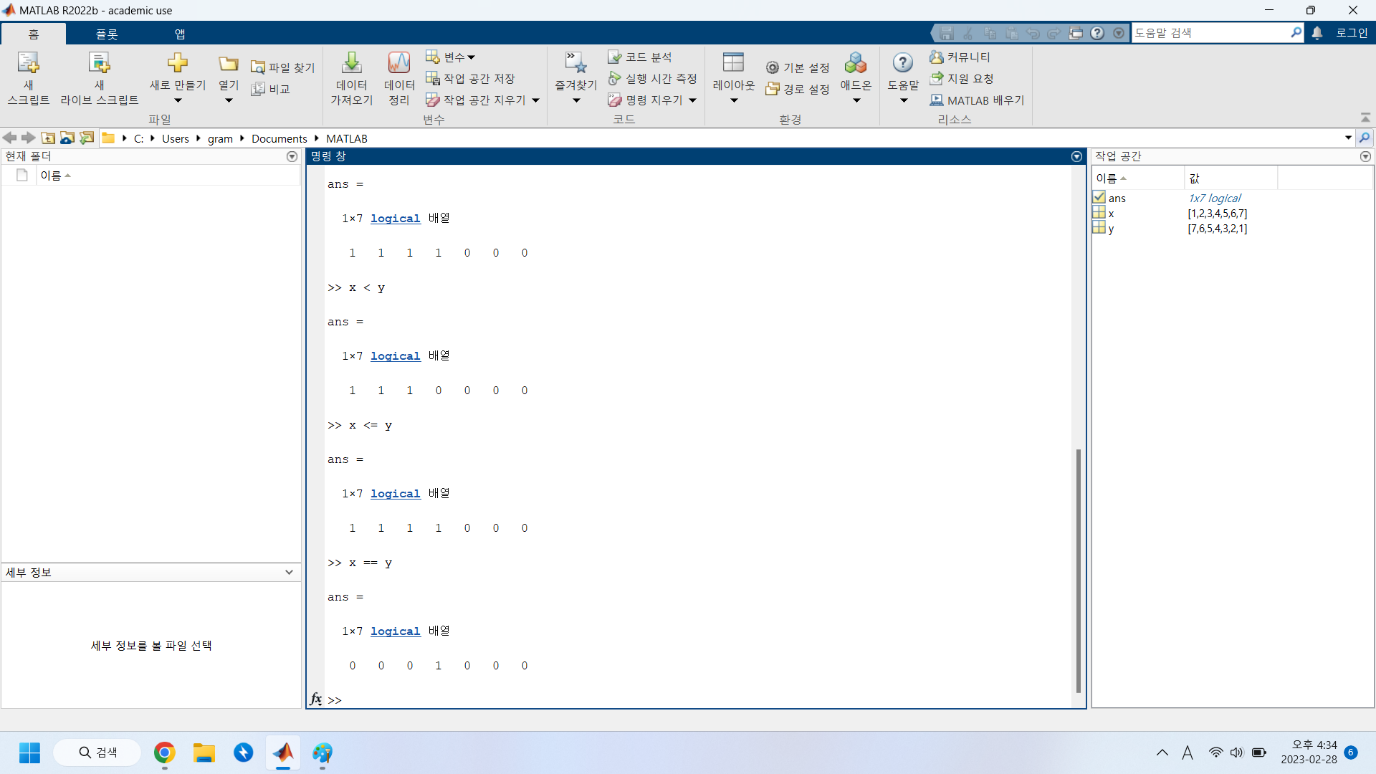 MATLAB R2022b - academic use
홈 플롯 앱
도움말 검색 로그인
새 스크립트
새 라이브 스크립트
새로 만들기
열기
파일 찾기
비교
파일
데이터 가져오기
데이터 정리
변수
작업 공간 저장
작업 공간 지우기
변수
즐겨찾기
코드 분석
실행 시간 측정
명령 지우기
코드
레이아웃
기본 설정
경로 설정
애드온
환경
도움말
커뮤니티
지원 요청
MATLAB 배우기
리소스
C: Users gram Documents MATLAB
현재 폴더
이름
세부 정보
세부 정보를 볼 파일 선택
명령 창
ans =
1×7 logical 배열
1 1 1 1 0 0 0
>> x < y
ans =
1×7 logical 배열
1 1 1 0 0 0 0
>> x <= y
ans =
1×7 logical 배열
1 1 1 1 0 0 0
>> x == y
ans =
1×7 logical 배열
0 0 0 1 0 0 0
fx >>
작업 공간
이름 값
ans 1x7 logical
x [1,2,3,4,5,6,7]
y [7,6,5,4,3,2,1]
검색
A
오후 4:34
2023-02-28
6